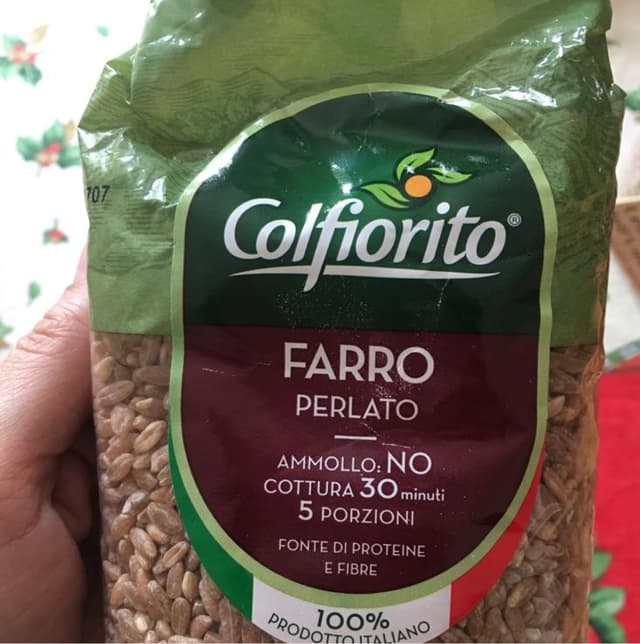 707
Colfiorito®
FARRO
PERLATO
AMMOLLO: NO
COTTURA 30 minuti
5 PORZIONI
FONTE DI PROTEINE
E FIBRE
100%
PRODOTTO ITALIANO